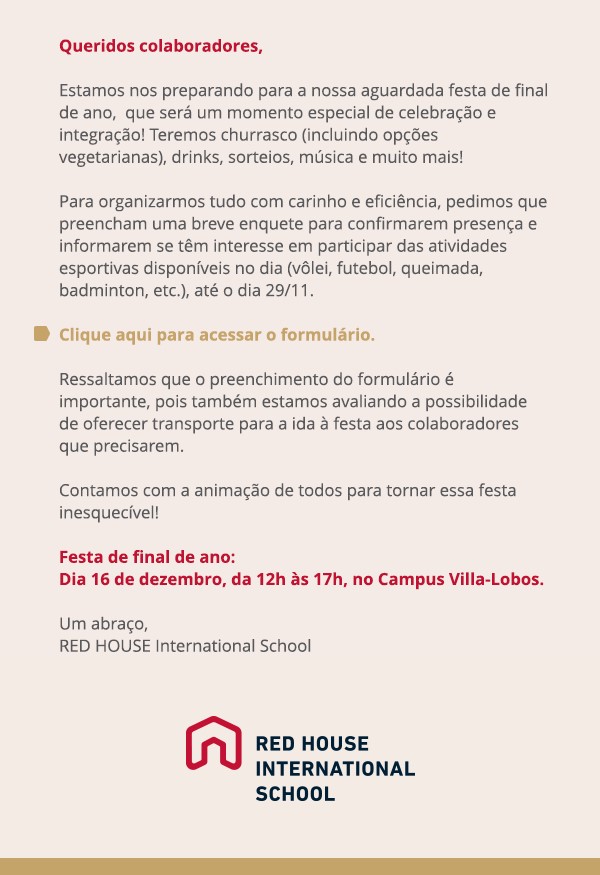 Queridos colaboradores,
Estamos nos preparando para a nossa aguardada festa de final
de ano,  que será um momento especial de celebração e
integração! Teremos churrasco (incluindo opções
vegetarianas), drinks, sorteios, música e muito mais!
Para organizarmos tudo com carinho e eficiência, pedimos que
preencham uma breve enquete para confirmarem presença e
informarem se têm interesse em participar das atividades
esportivas disponíveis no dia (vôlei, futebol, queimada,
badminton, etc.), até o dia 29/11.
Clique aqui para acessar o formulário.
Ressaltamos que o preenchimento do formulário é
importante, pois também estamos avaliando a possibilidade
de oferecer transporte para a ida à festa aos colaboradores
que precisarem.
Contamos com a animação de todos para tornar essa festa
inesquecível!
Festa de final de ano:
Dia 16 de dezembro, da 12h às 17h, no Campus Villa-Lobos.
Um abraço,
RED HOUSE International School
RED HOUSE
INTERNATIONAL
SCHOOL